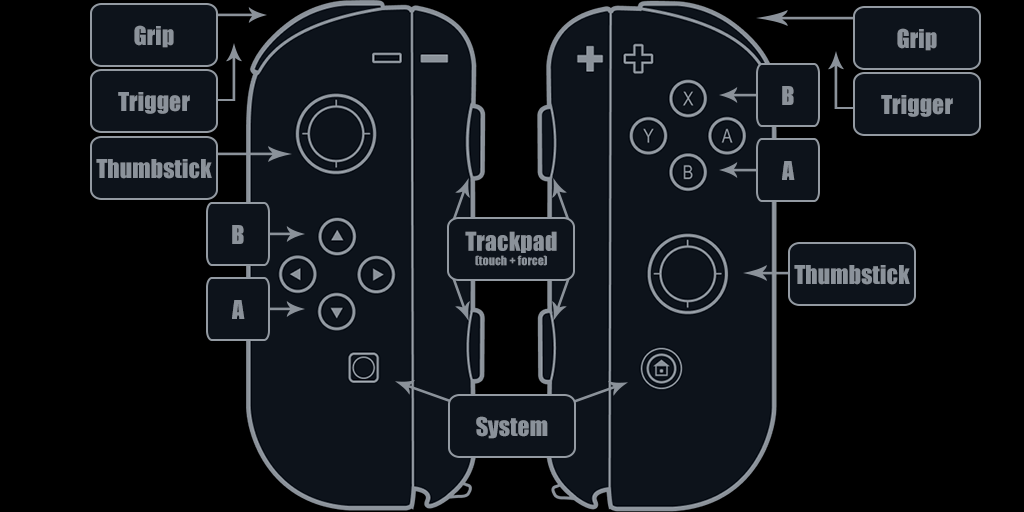 Grip
Trigger
Thumbstick
B
A
Grip
Trigger
B
A
X
Y
A
B
Trackpad
(touch + force)
Thumbstick
System